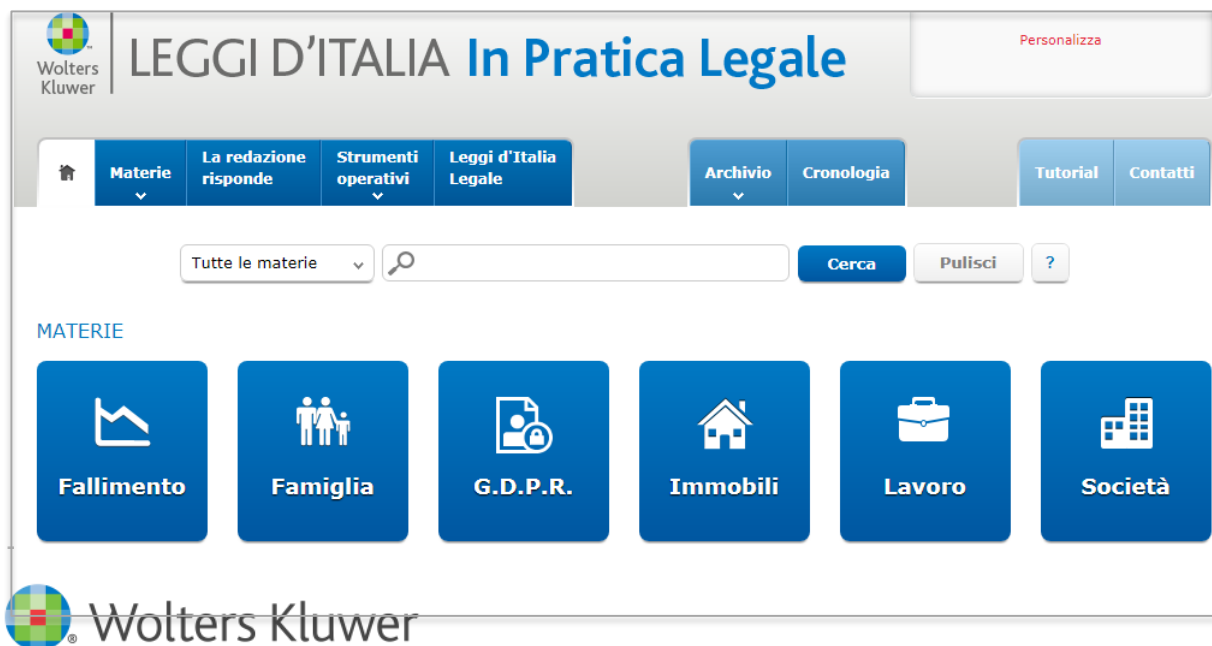 Wolters
Kluwer
LEGGI D'ITALIA In Pratica Legale
Personalizza
Materie
La redazione
risponde
Strumenti
operativi
Leggi d'Italia
Legale
Archivio
Cronologia
Tutorial
Contatti
Tutte le materie
Cerca
Pulisci
?
MATERIE
Fallimento
Famiglia
G.D.P.R.
Immobili
Lavoro
Società
Wolters Kluwer